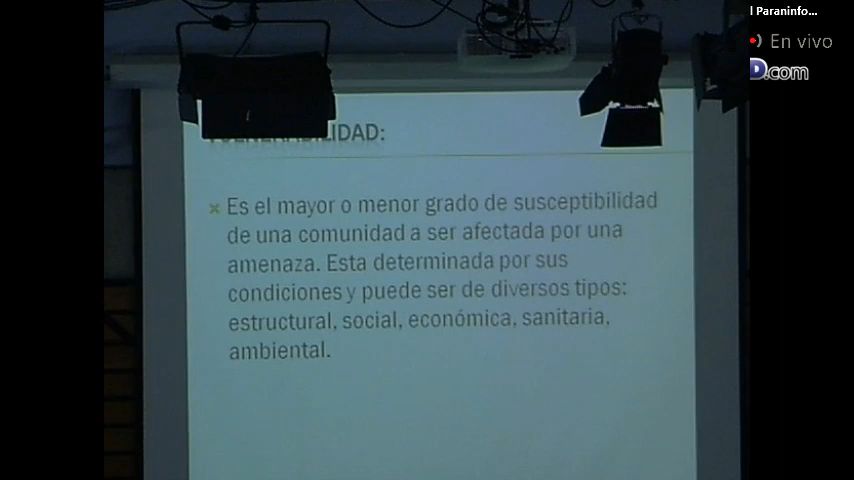 l Paraninfo...
En vivo
D.com
VULNERABILIDAD:
Es el mayor o menor grado de susceptibilidad
de una comunidad a ser afectada por una
amenaza. Esta determinada por sus
condiciones y puede ser de diversos tipos:
estructural, social, económica, sanitaria,
ambiental.